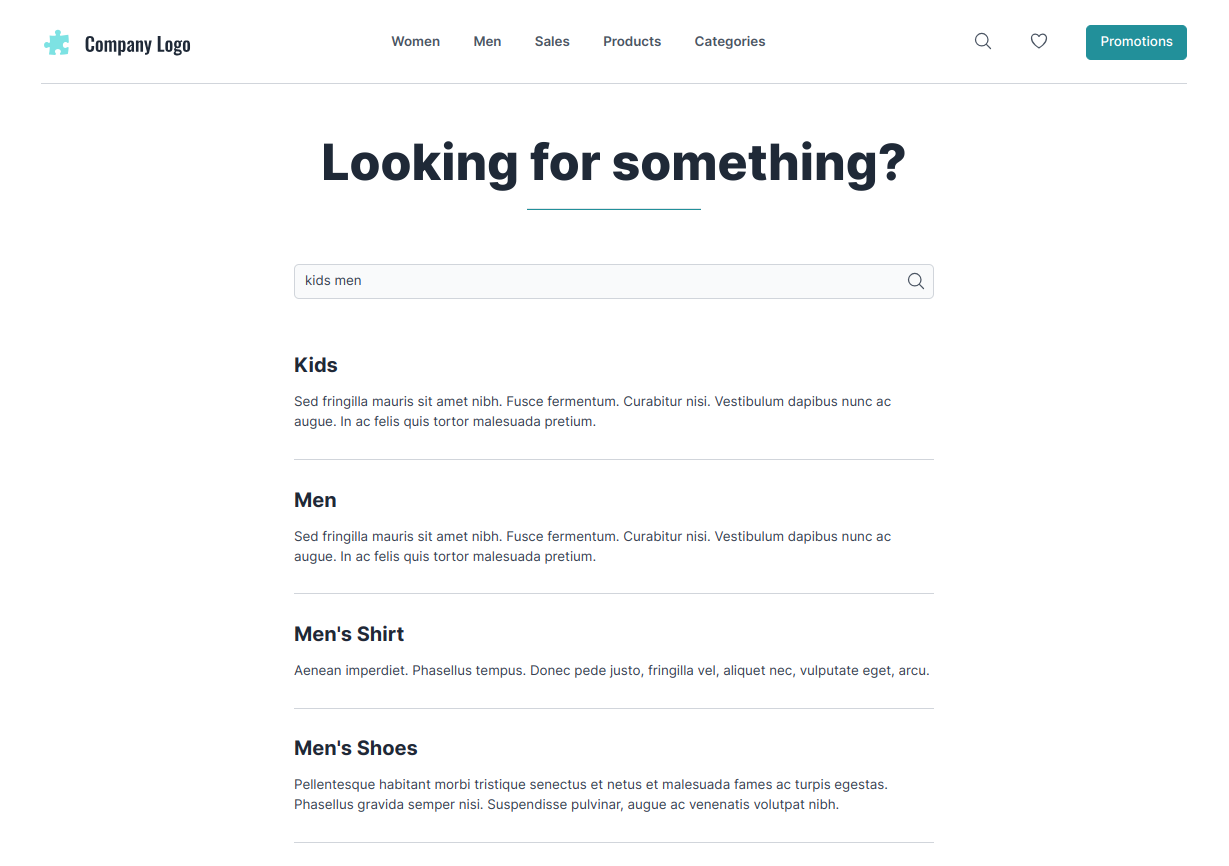 Company Logo
Women Men Sales Products Categories
Promotions
Looking for something?
kids men
Kids
Sed fringilla mauris sit amet nibh. Fusce fermentum. Curabitur nisi. Vestibulum dapibus nunc ac
augue. In ac felis quis tortor malesuada pretium.
Men
Sed fringilla mauris sit amet nibh. Fusce fermentum. Curabitur nisi. Vestibulum dapibus nunc ac
augue. In ac felis quis tortor malesuada pretium.
Men's Shirt
Aenean imperdiet. Phasellus tempus. Donec pede justo, fringilla vel, aliquet nec, vulputate eget, arcu.
Men's Shoes
Pellentesque habitant morbi tristique senectus et netus et malesuada fames ac turpis egestas.
Phasellus gravida semper nisi. Suspendisse pulvinar, augue ac venenatis volutpat nibh.